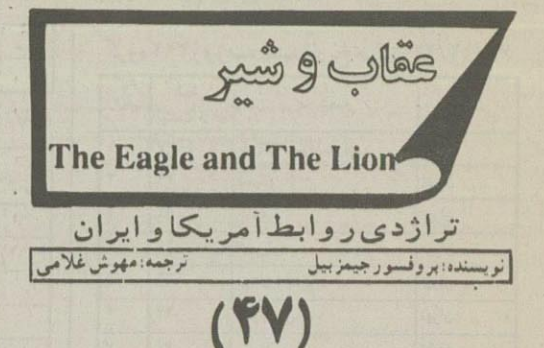 عقاب و شیر
The Eagle and The Lion
تراژدی روابط آمریکا و ایران
نویسنده: پروفسور جیمز بیل ترجمه: مهوش غلامی
(۴۷)